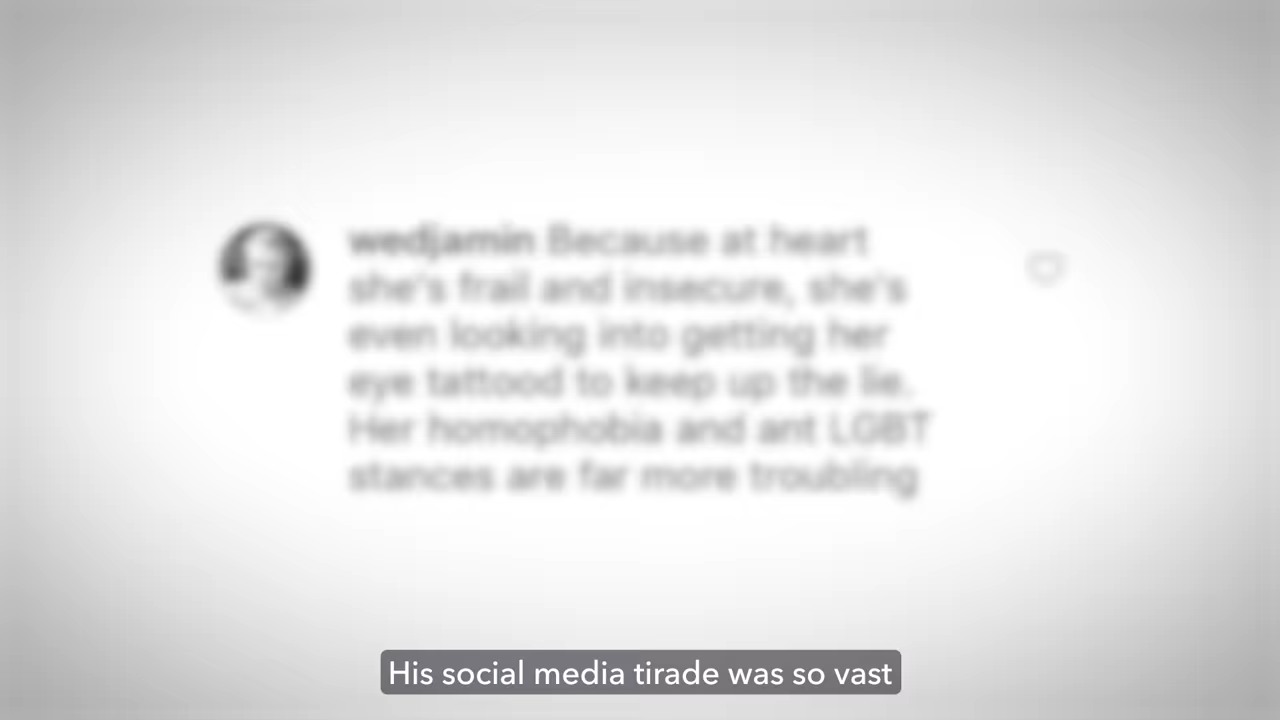 wedjamin Because at heart
she's frail and insecure, she's
even looking into getting her
eye tattood to keep up the lie.
Her homophobia and ant LGBT
stances are far more troubling
His social media tirade was so vast